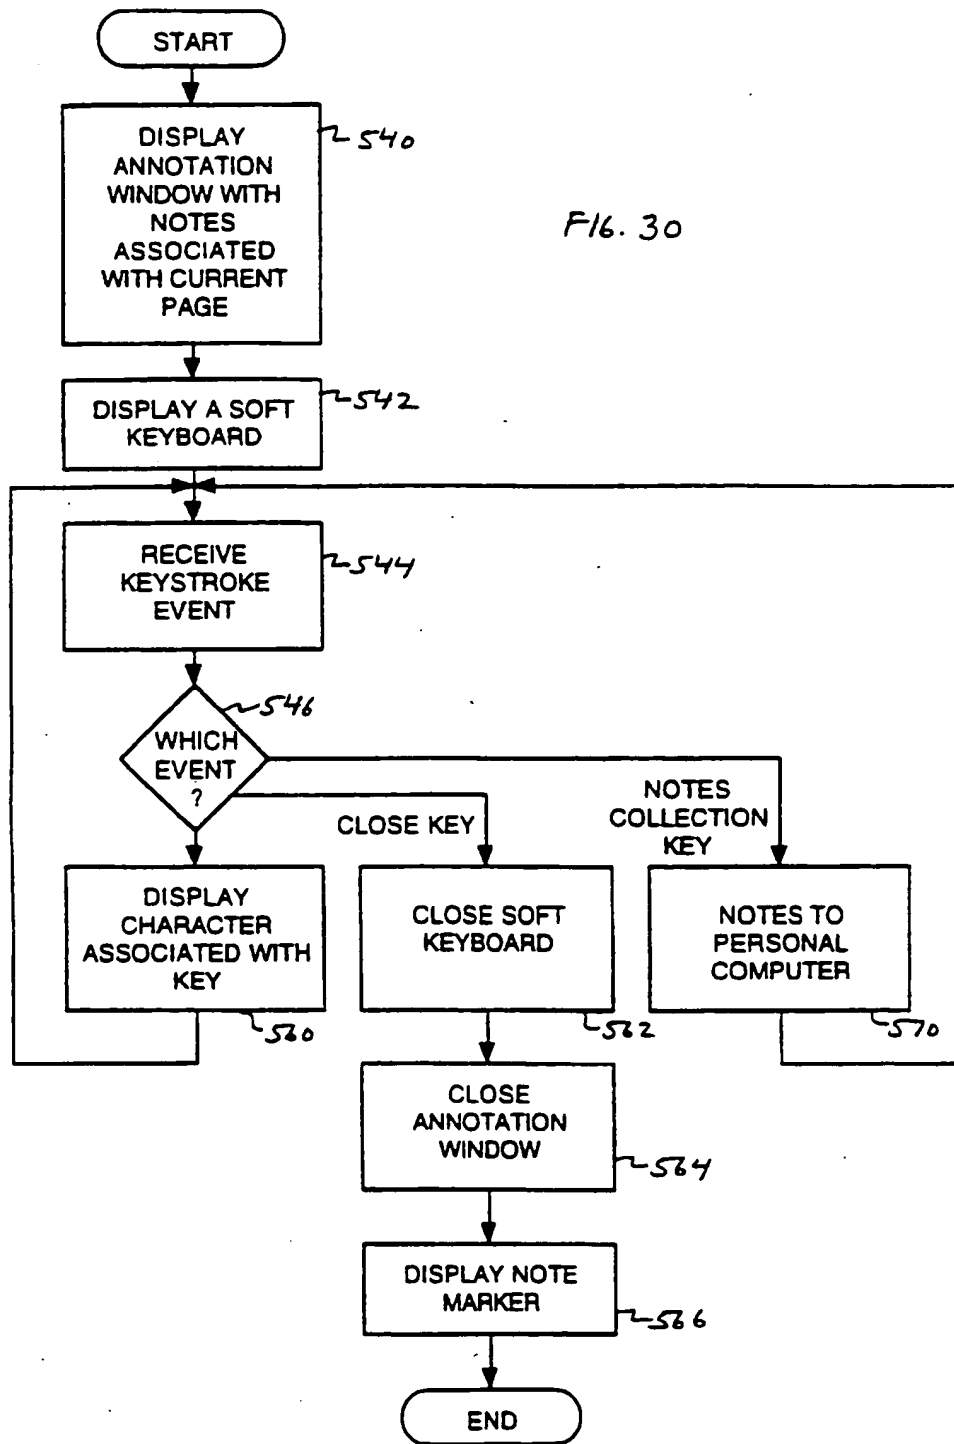 START
DISPLAY
ANNOTATION
WINDOW WITH
NOTES
ASSOCIATED
WITH CURRENT
PAGE
540
FIG. 30
DISPLAY A SOFT
KEYBOARD
542
RECEIVE
KEYSTROKE
EVENT
544
WHICH
EVENT
?
546
CLOSE KEY
NOTES
COLLECTION
KEY
DISPLAY
CHARACTER
ASSOCIATED WITH
KEY
560
CLOSE SOFT
KEYBOARD
562
NOTES TO
PERSONAL
COMPUTER
570
CLOSE
ANNOTATION
WINDOW
564
DISPLAY NOTE
MARKER
566
END